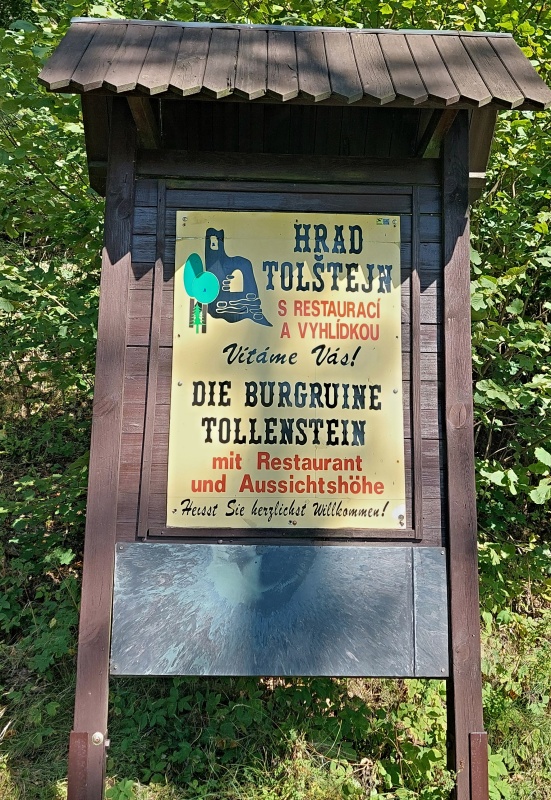 HRAD
TOLŠTEJN
S RESTAURACÍ
A VYHLÍDKOU
Vítáme Vás!
DIE BURGRUINE
TOLLENSTEIN
mit Restaurant
und Aussichtshöhe
Heisst Sie herzlichst Willkommen!